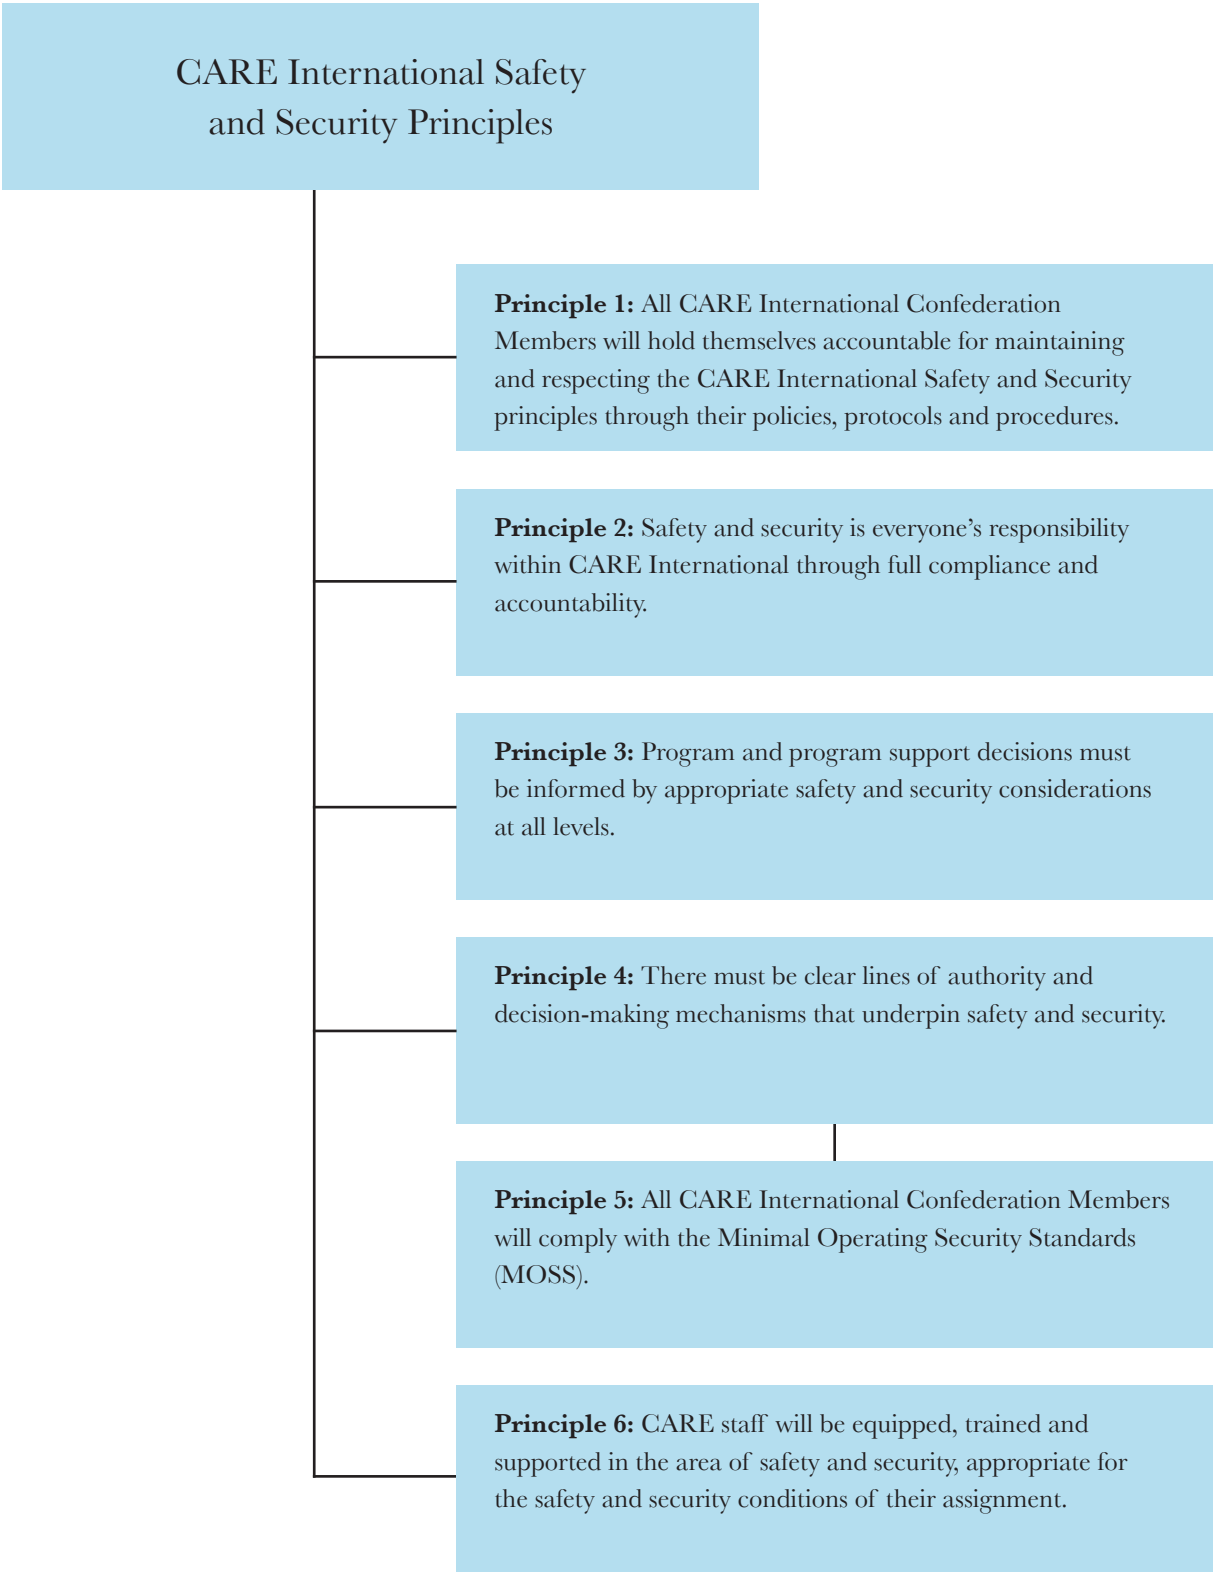 CARE International Safety
and Security Principles
Principle 1: All CARE International Confederation
Members will hold themselves accountable for maintaining
and respecting the CARE International Safety and Security
principles through their policies, protocols and procedures.
Principle 2: Safety and security is everyone’s responsibility
within CARE International through full compliance and
accountability.
Principle 3: Program and program support decisions must
be informed by appropriate safety and security considerations
at all levels.
Principle 4: There must be clear lines of authority and
decision-making mechanisms that underpin safety and security.
Principle 5: All CARE International Confederation Members
will comply with the Minimal Operating Security Standards
(MOSS).
Principle 6: CARE staff will be equipped, trained and
supported in the area of safety and security, appropriate for
the safety and security conditions of their assignment.